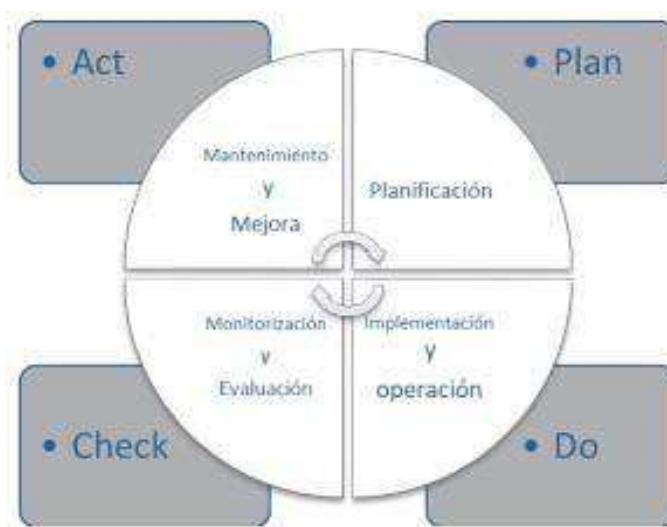 • Act
• Plan
Mantenimiento
y
Mejora
Planificación
Monitorización
y
Evaluación
Implementación
y
operación
• Check
• Do